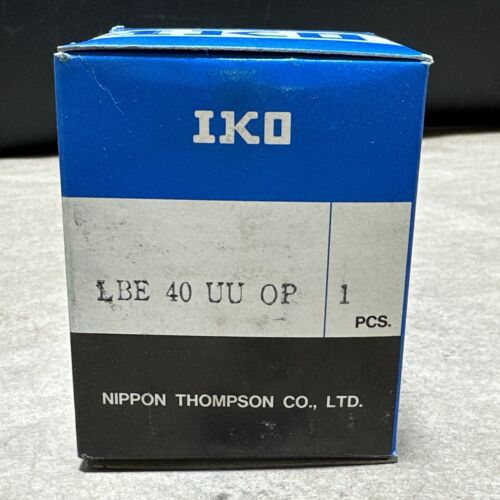 IKO
LBE 40 UU OP 1
PCS.
NIPPON THOMPSON CO., LTD.